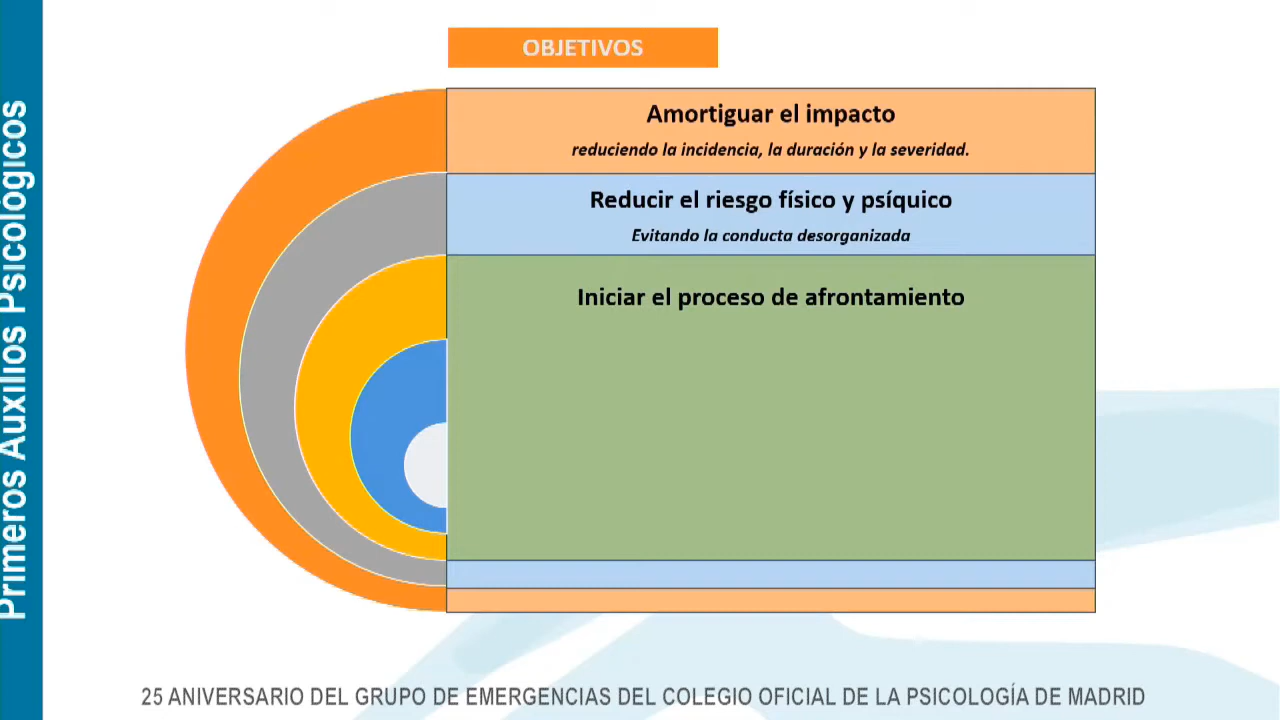 Primeros Auxilios Psicológicos
OBJETIVOS
Amortiguar el impacto
reduciendo la incidencia, la duración y la severidad.
Reducir el riesgo físico y psíquico
Evitando la conducta desorganizada
Iniciar el proceso de afrontamiento
25 ANIVERSARIO DEL GRUPO DE EMERGENCIAS DEL COLEGIO OFICIAL DE LA PSICOLOGÍA DE MADRID